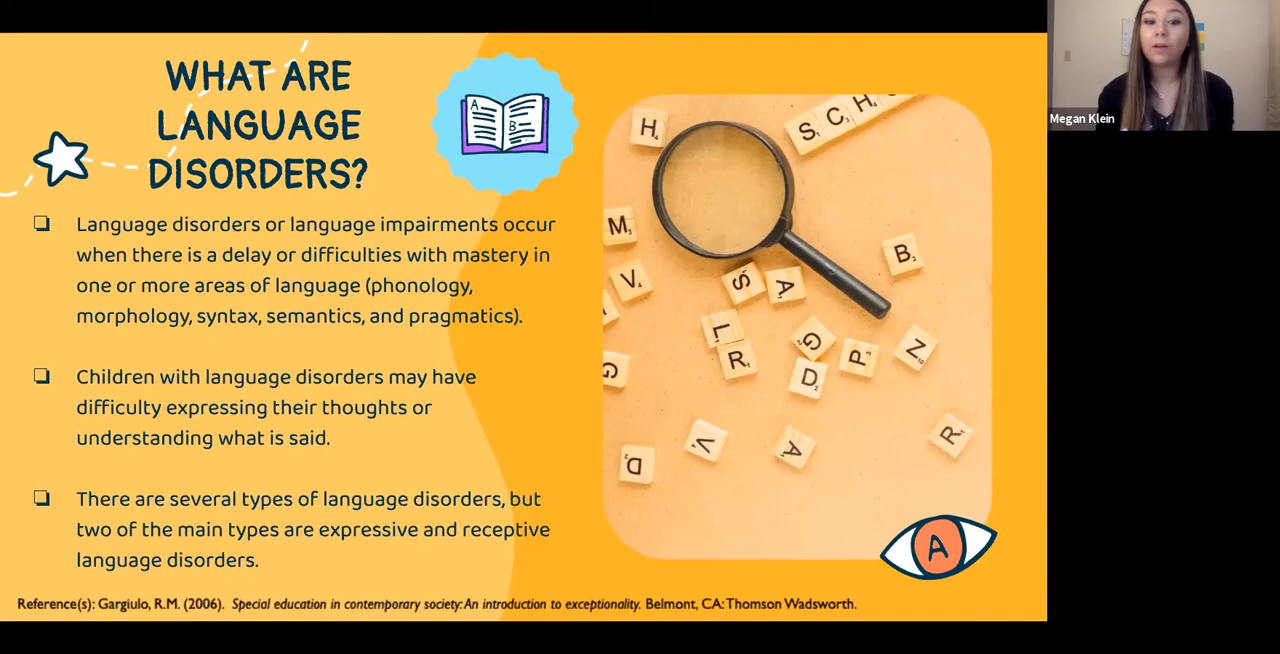 WHAT ARE
LANGUAGE
DISORDERS?
A
B
Language disorders or language impairments occur
when there is a delay or difficulties with mastery in
one or more areas of language (phonology,
morphology, syntax, semantics, and pragmatics).
Children with language disorders may have
difficulty expressing their thoughts or
understanding what is said.
There are several types of language disorders, but
two of the main types are expressive and receptive
language disorders.
Reference(s): Gargiulo, R.M. (2006). Special education in contemporary society: An introduction to exceptionality. Belmont, CA: Thomson Wadsworth.
H
S C H
M
B
V
S A
L
R
G
D
P
Z
G
D
V
A
R
A
Megan Klein